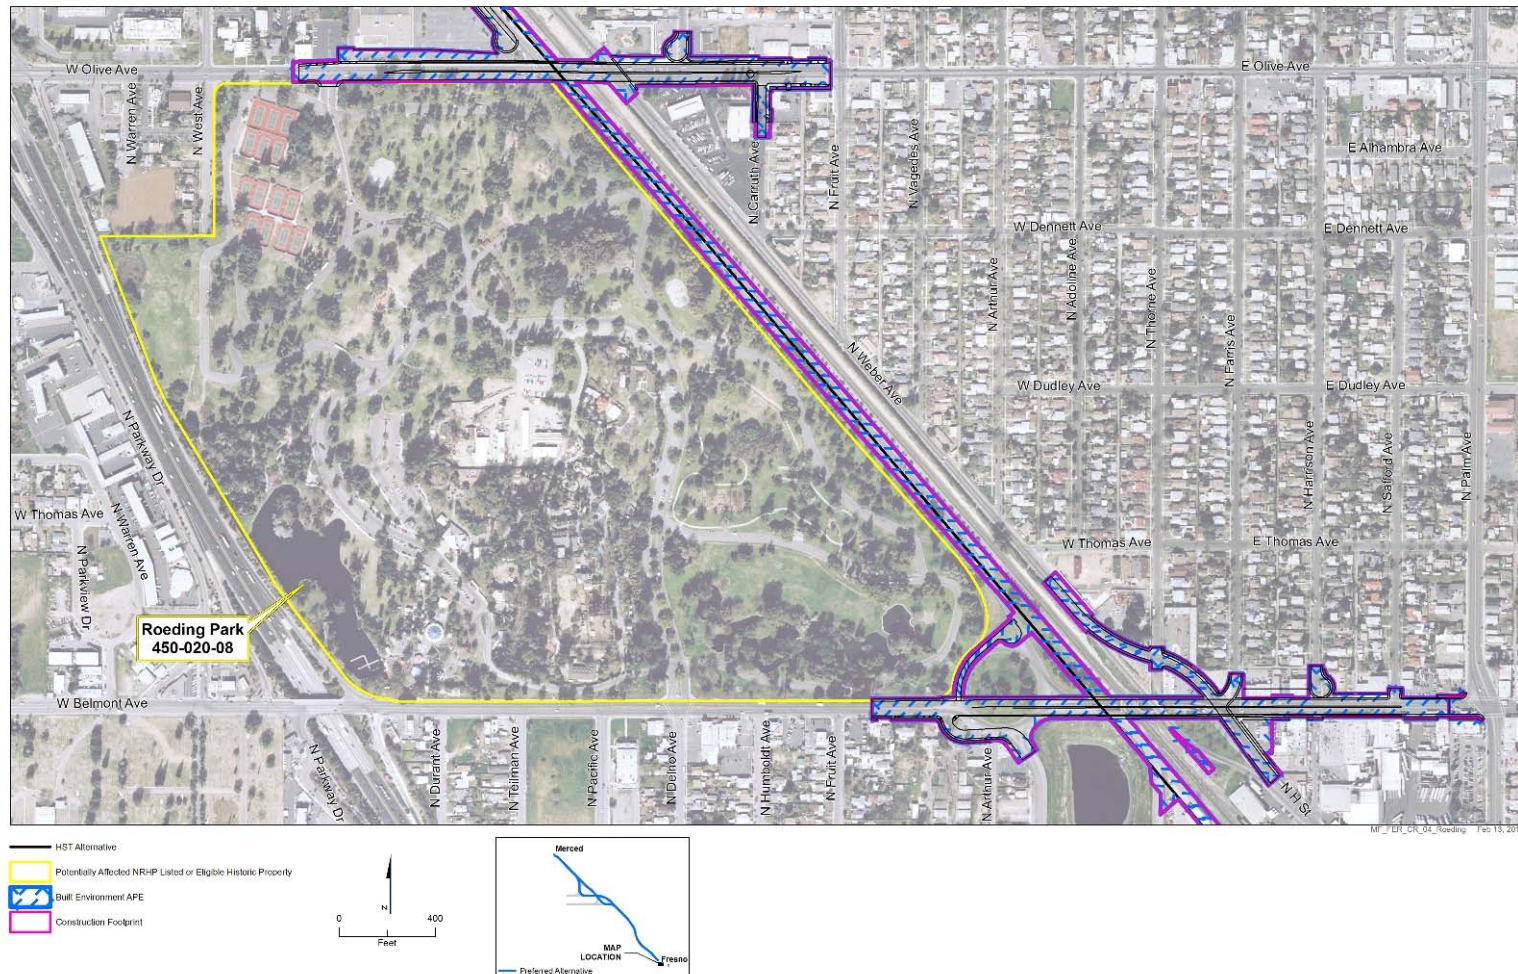 W Olive Ave
E Olive Ave
N Warren Ave
N West Ave
N Carruth Ave
N Fruit Ave
N Vagedes Ave
E Alhambra Ave
W Dennett Ave
E Dennett Ave
N Arthur Ave
N Adoline Ave
N Thorne Ave
N Farris Ave
N Weber Ave
W Dudley Ave
E Dudley Ave
N Parkway Dr
N Harrison Ave
N Safford Ave
N Palm Ave
W Thomas Ave
N Warren Ave
N Parkview Dr
W Thomas Ave
E Thomas Ave
Roeding Park
450-020-08
W Belmont Ave
N Parkway Dr
N Durant Ave
N Teilman Ave
N Pacific Ave
N Delno Ave
N Humboldt Ave
N Fruit Ave
N Arthur Ave
N H St
MF_FER_CR_04_Roeding Feb 13, 201
HST Alternative
Potentially Affected NRHP Listed or Eligible Historic Property
Built Environment APE
Construction Footprint
N
0 400
Feet
Merced
MAP
LOCATION
Fresno
Preferred Alternative